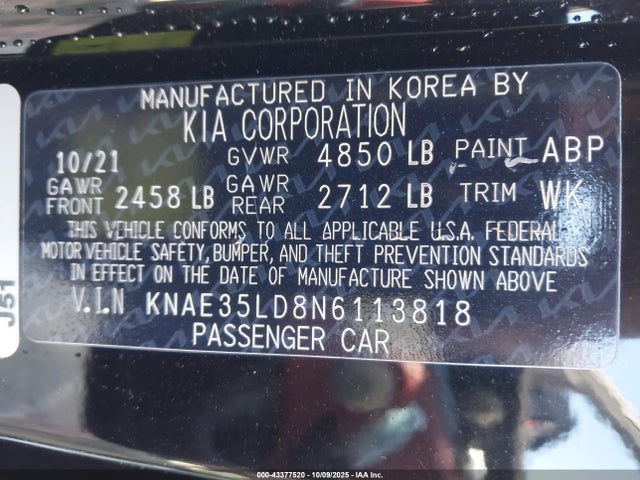 MANUFACTURED IN KOREA BY
KIA CORPORATION
10/21 GVWR 4850 LB PAINT ABP
GAWR FRONT 2458 LB GAWR REAR 2712 LB TRIM WK
THIS VEHICLE CONFORMS TO ALL APPLICABLE U.S.A. FEDERAL
MOTOR VEHICLE SAFETY, BUMPER, AND THEFT PREVENTION STANDARDS
IN EFFECT ON THE DATE OF MANUFACTURE SHOWN ABOVE
V.I.N KNAE35LD8N6113818
PASSENGER CAR
J51
000-43377520 - 10/09/2025 - IAA Inc.